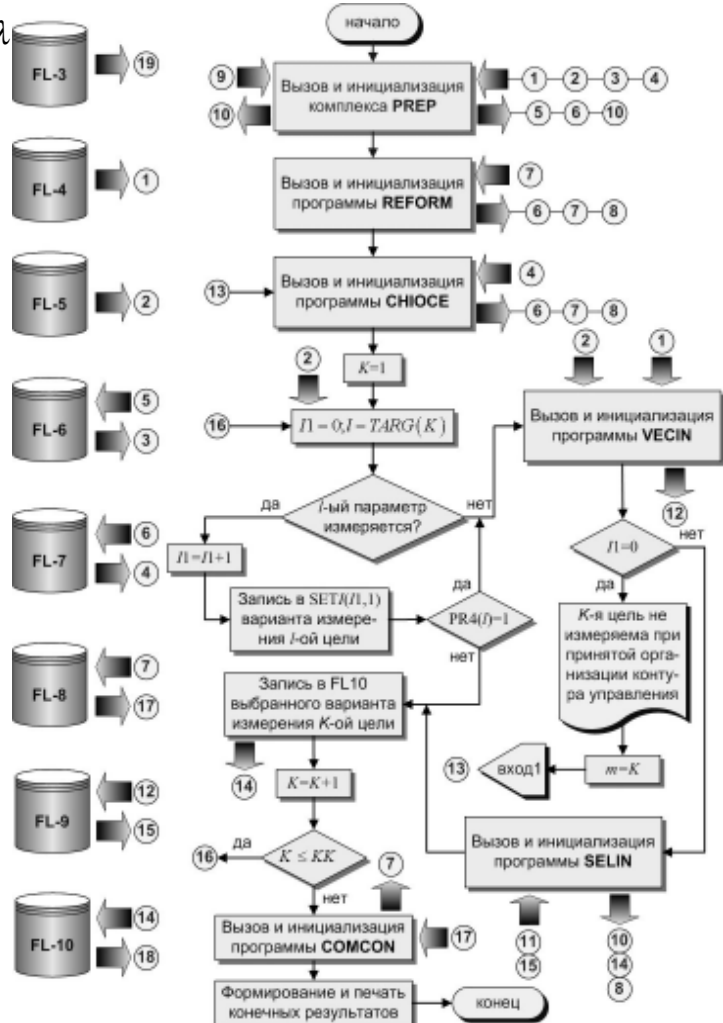 я
начало
FL-3
19
9
10
Вызов и инициализация
комплекса PREP
1 2 3 4
5 6 10
FL-4
1
Вызов и инициализация
программы REFORM
7
6 7 8
FL-5
2
13
Вызов и инициализация
программы CHIOCE
4
6 7 8
K=1
2
2 1
FL-6
5
3
16
I1 = 0; I = TARG(K)
Вызов и инициализация
программы VECIN
12
да
I-ый параметр
измеряется?
нет
FL-7
6
4
I1=I1+1
I1=0
нет
да
да
Запись в SETI(I1,1)
варианта измере-
ния I-ой цели
PR4(I)=1
нет
K-я цель не
измеряема при
принятой орга-
низации конту-
ра управления
FL-8
7
17
Запись в FL10
выбранного варианта
измерения K-ой цели
14
K=K+1
13
вход1
m=K
FL-9
12
15
16
да
K ≤ KK
нет
7
Вызов и инициализация
программы SELIN
11
15
10
14
8
FL-10
14
18
Вызов и инициализация
программы COMCON
17
Формирование и печать
конечных результатов
конец